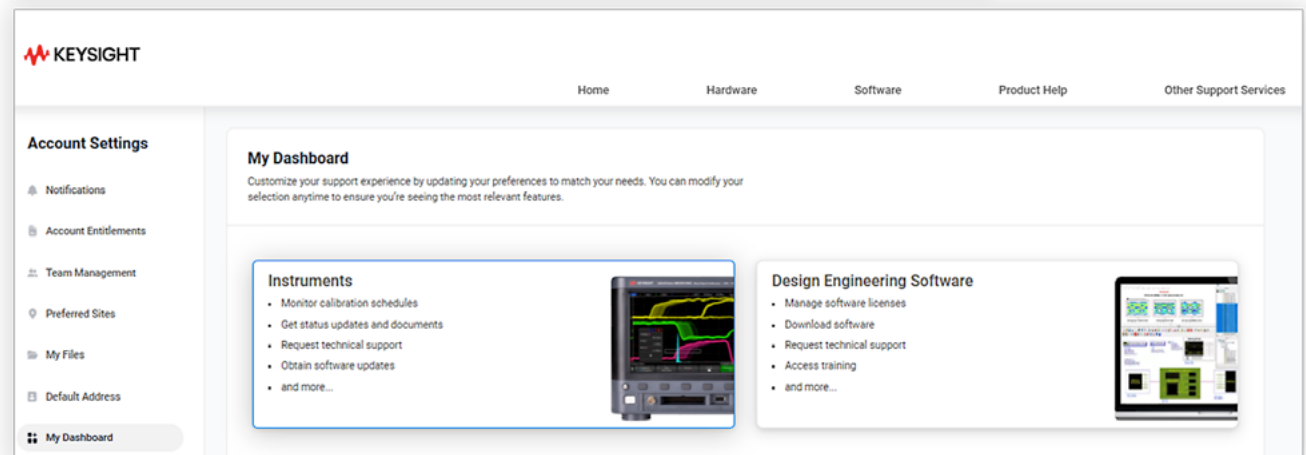 KEYSIGHT
Home Hardware Software Product Help Other Support Services
Account Settings
Notifications
Account Entitlements
Team Management
Preferred Sites
My Files
Default Address
My Dashboard
My Dashboard
Customize your support experience by updating your preferences to match your needs. You can modify your
selection anytime to ensure you're seeing the most relevant features.
Instruments
• Monitor calibration schedules
• Get status updates and documents
• Request technical support
• Obtain software updates
• and more...
Design Engineering Software
• Manage software licenses
• Download software
• Request technical support
• Access training
• and more...